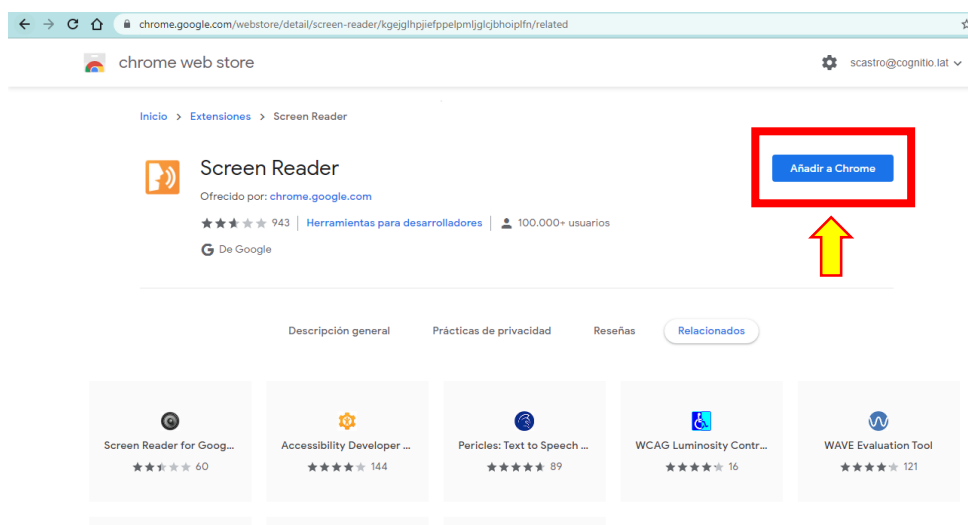 chrome.google.com/webstore/detail/screen-reader/kgejglhpjiefppelpmljglcjbhoiplfn/related
chrome web store
scastro@cognitio.lat
Inicio > Extensiones > Screen Reader
Screen Reader
Añadir a Chrome
Ofrecido por: chrome.google.com
943 | Herramientas para desarrolladores | 100.000+ usuarios
G De Google
Descripción general Prácticas de privacidad Reseñas Relacionados
Screen Reader for Goog... Accessibility Developer ... Pericles: Text to Speech ... WCAG Luminosity Contr... WAVE Evaluation Tool
60 144 89 16 121